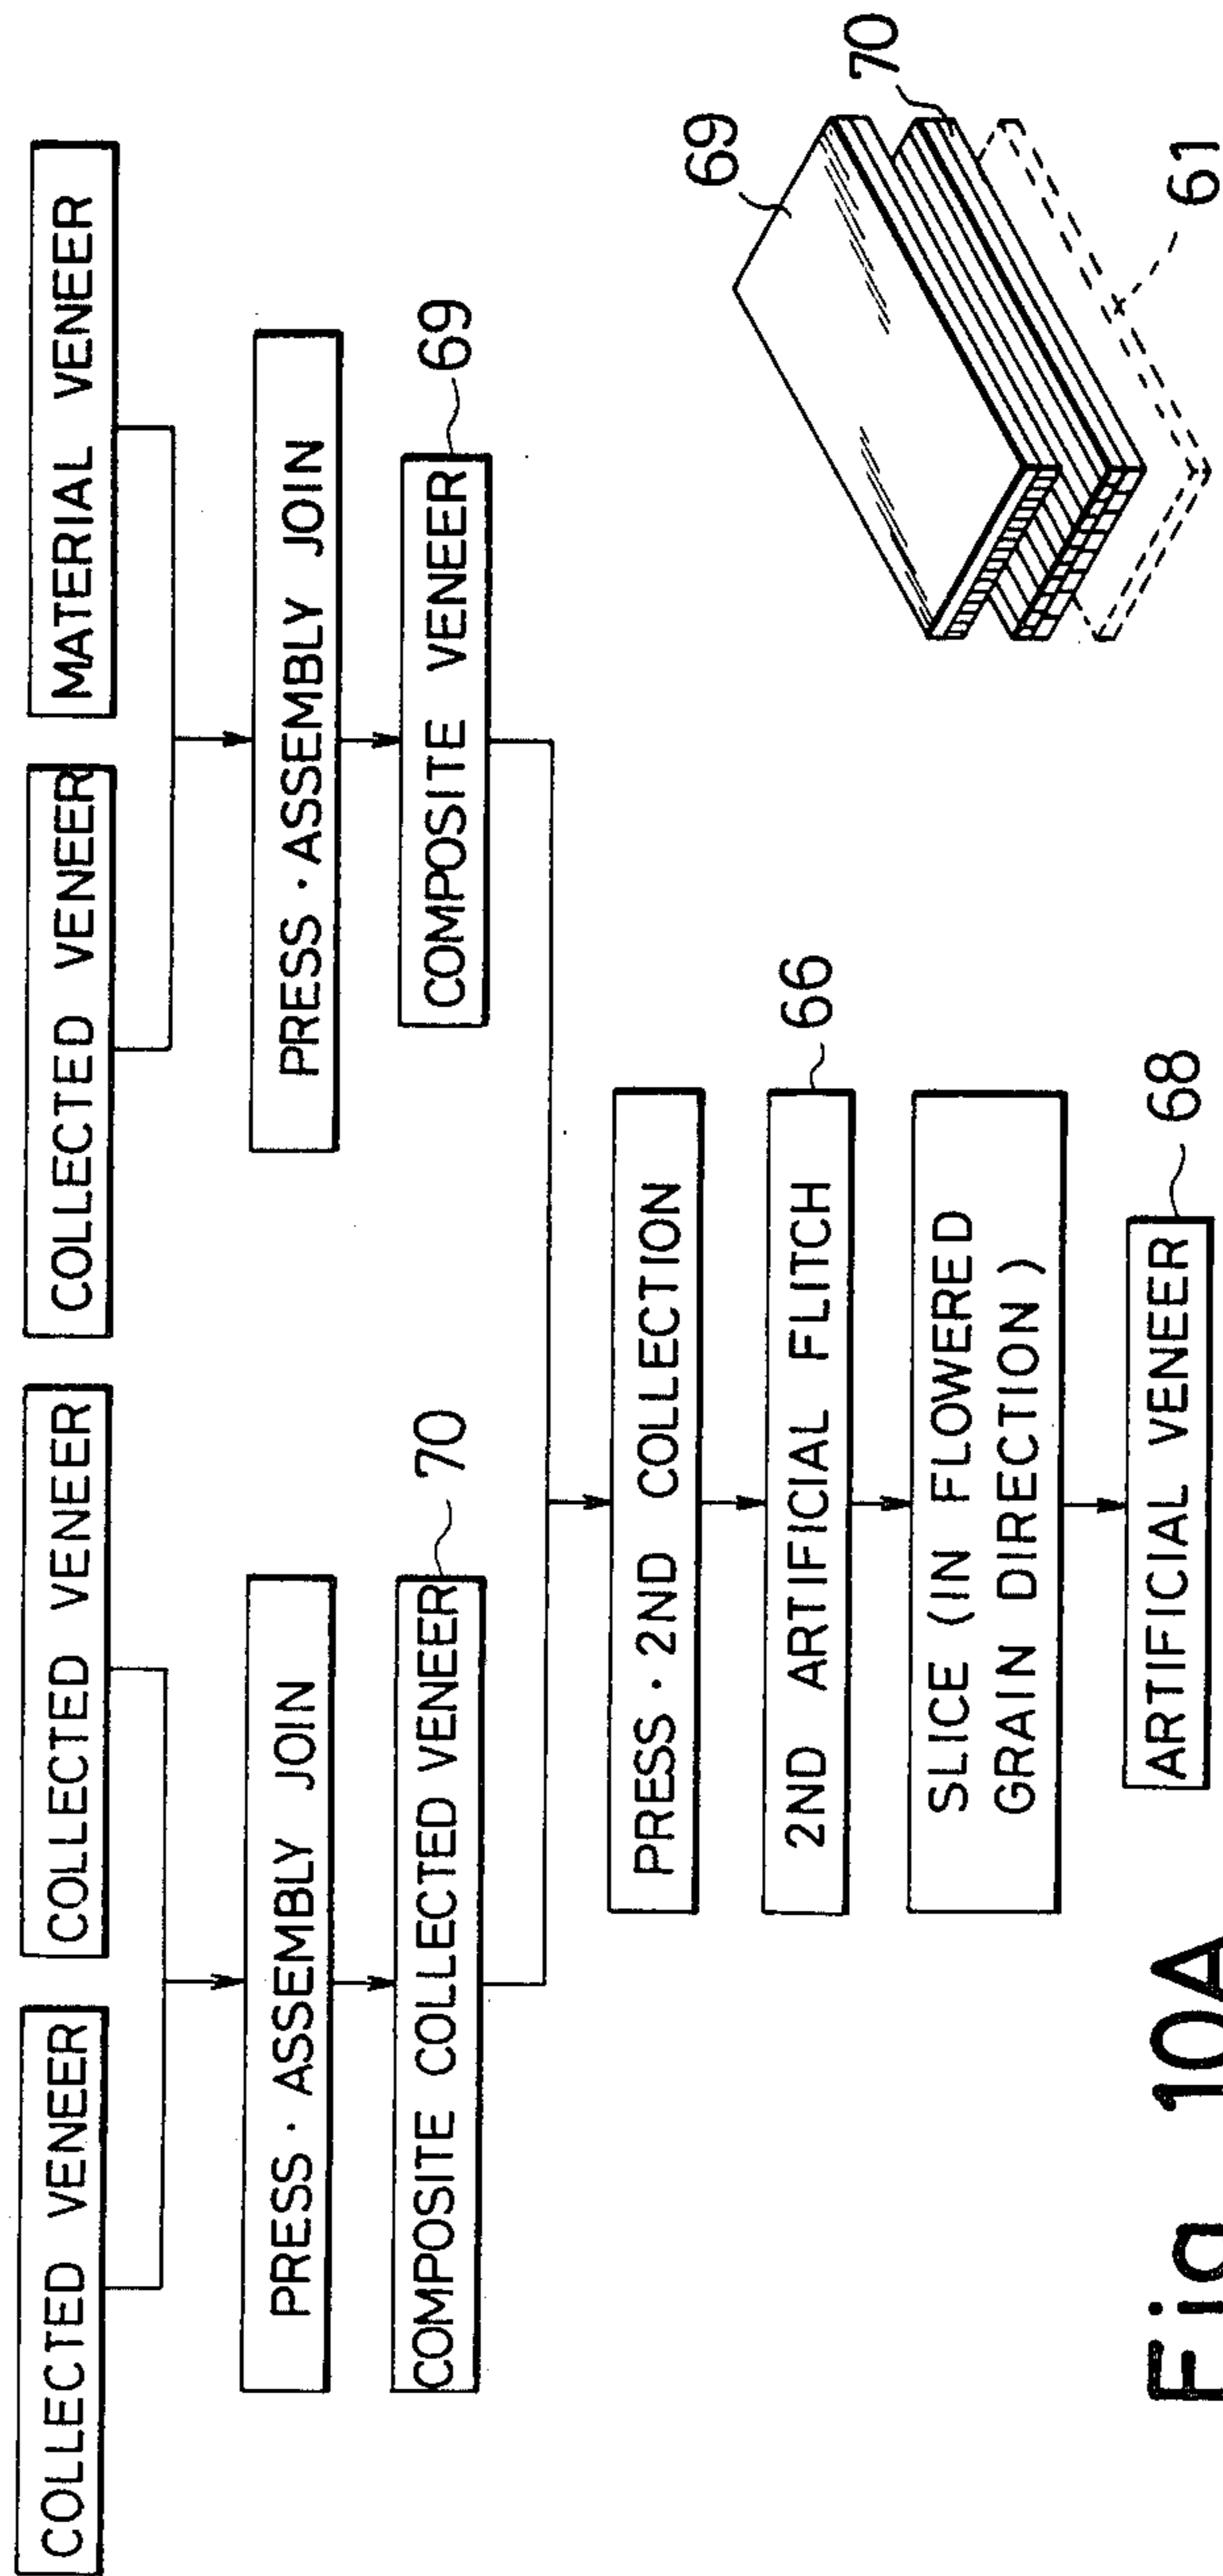 COLLECTED VENEER
COLLECTED VENEER
COLLECTED VENEER
MATERIAL VENEER
PRESS · ASSEMBLY JOIN
PRESS · ASSEMBLY JOIN
COMPOSITE COLLECTED VENEER
70
COMPOSITE VENEER
69
PRESS · 2ND COLLECTION
2ND ARTIFICIAL FLITCH
66
SLICE (IN FLOWERED
GRAIN DIRECTION)
ARTIFICIAL VENEER
68
69
70
61
Fig 10A